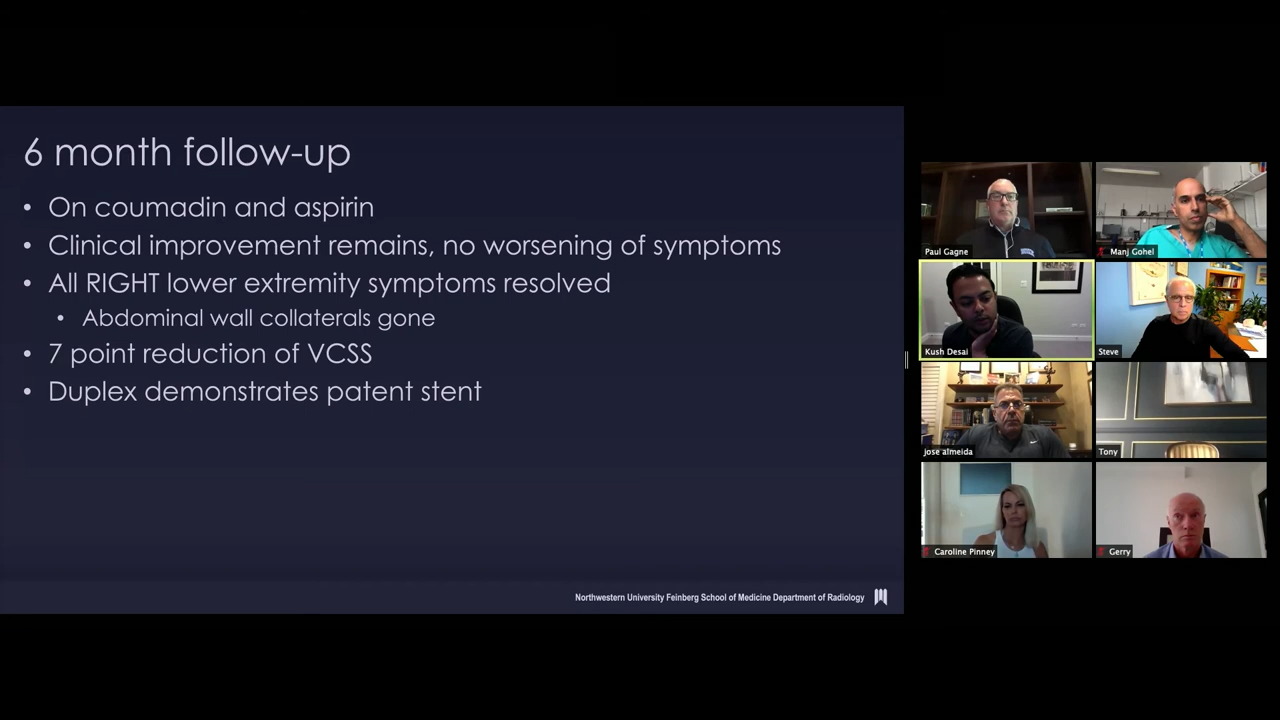 6 month follow-up
• On coumadin and aspirin
• Clinical improvement remains, no worsening of symptoms
• All RIGHT lower extremity symptoms resolved
• Abdominal wall collaterals gone
• 7 point reduction of VCSS
• Duplex demonstrates patent stent
Northwestern University Feinberg School of Medicine Department of Radiology
Paul Gagne
Manj Gohel
Kush Desai
Steve
jose almeida
Tony
Caroline Pinney
Gerry